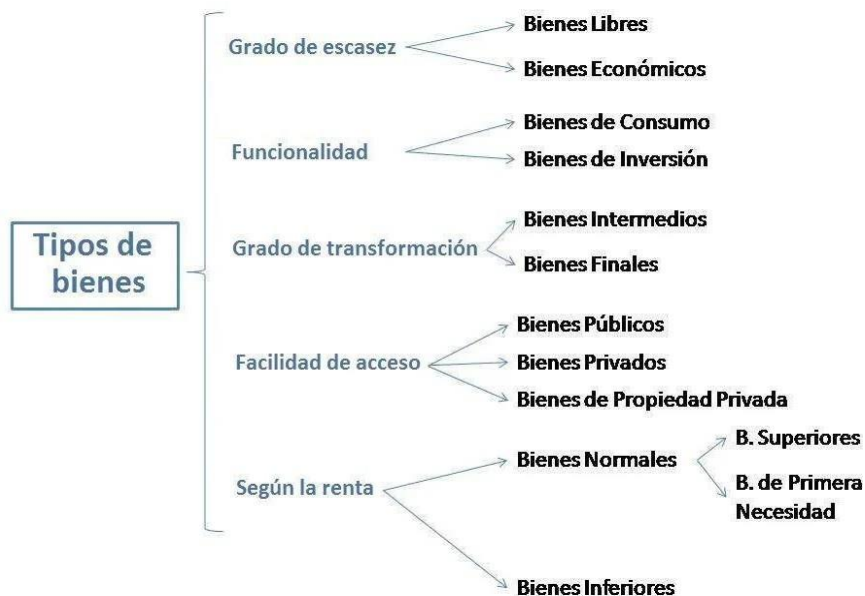 Tipos de
bienes
Grado de escasez
Bienes Libres
Bienes Económicos
Funcionalidad
Bienes de Consumo
Bienes de Inversión
Grado de transformación
Bienes Intermedios
Bienes Finales
Facilidad de acceso
Bienes Públicos
Bienes Privados
Bienes de Propiedad Privada
Según la renta
Bienes Normales
B. Superiores
B. de Primera
Necesidad
Bienes Inferiores